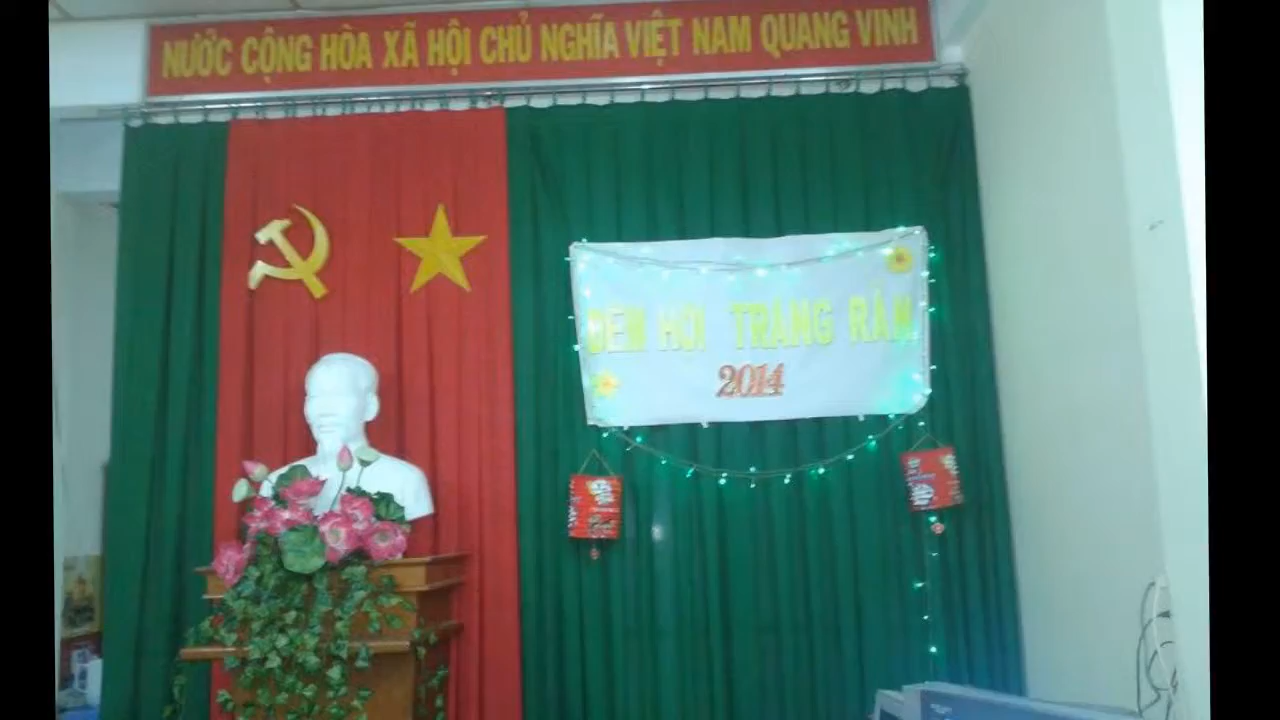 NƯỚC CỘNG HÒA XÃ HỘI CHỦ NGHĨA VIỆT NAM QUANG VINH
ĐÊM HỘI TRĂNG RẰM
2014